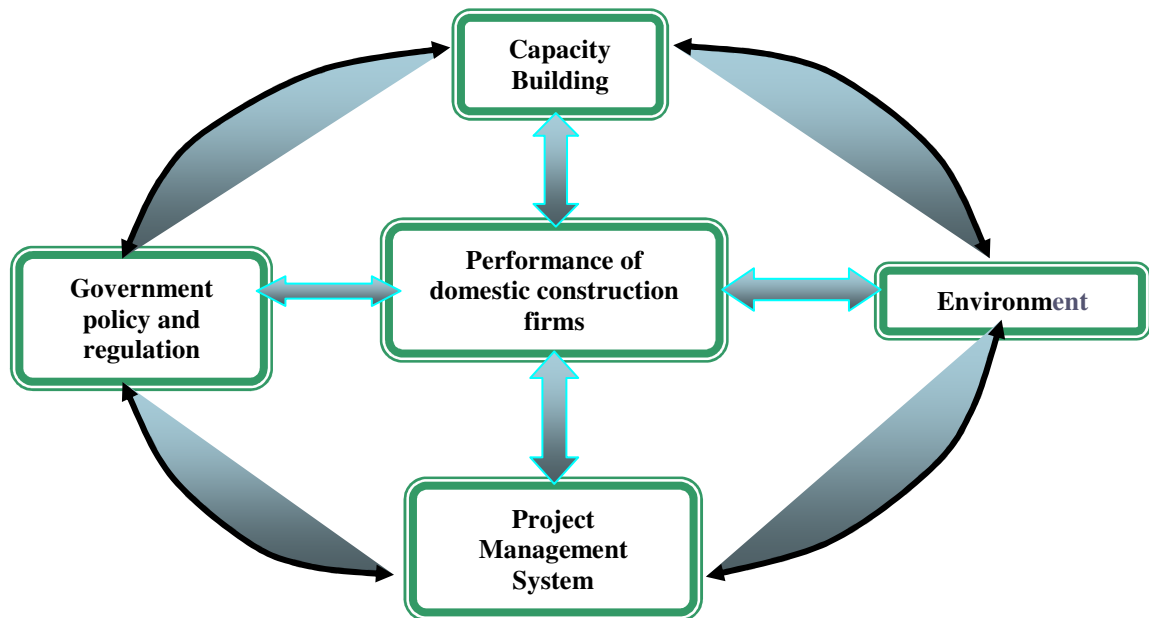 Capacity
Building
Government
policy and
regulation
Performance of
domestic construction
firms
Environment
Project
Management
System